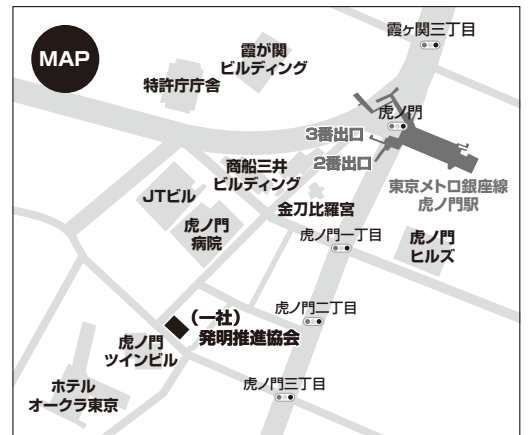 MAP
霞ヶ関三丁目
霞が関
ビルディング
特許庁庁舎
虎ノ門
3番出口
2番出口
商船三井
ビルディング
東京メトロ銀座線
虎ノ門駅
JTビル
金刀比羅宮
虎ノ門
病院
虎ノ門一丁目
虎ノ門
ヒルズ
虎ノ門二丁目
(一社)
発明推進協会
虎ノ門
ツインビル
虎ノ門三丁目
ホテル
オークラ東京